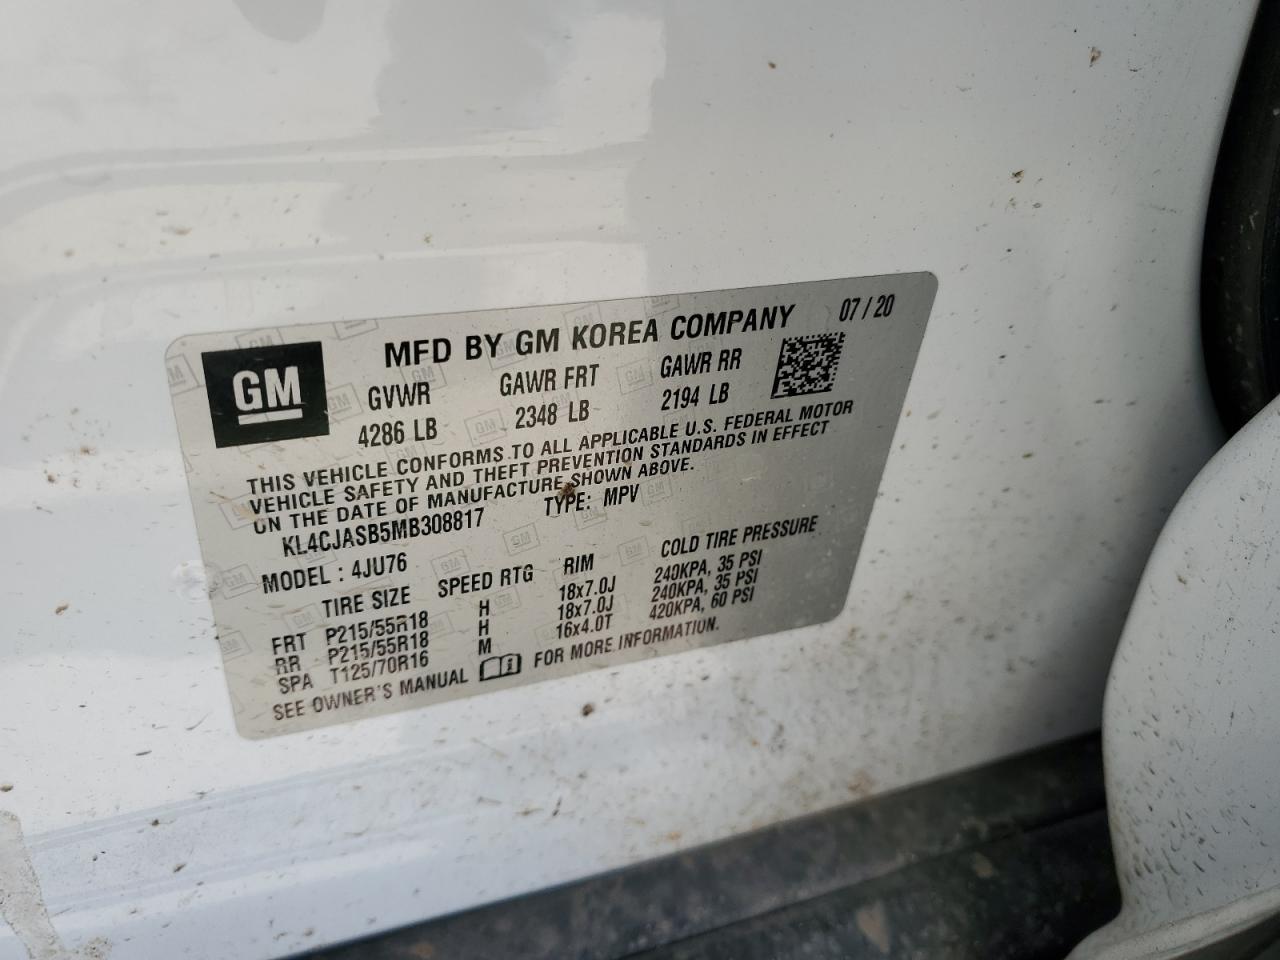 GM
MFD BY GM KOREA COMPANY 07/20
GVWR GAWR FRT GAWR RR
4286 LB 2348 LB 2194 LB
THIS VEHICLE CONFORMS TO ALL APPLICABLE U.S. FEDERAL MOTOR
VEHICLE SAFETY AND THEFT PREVENTION STANDARDS IN EFFECT
ON THE DATE OF MANUFACTURE SHOWN ABOVE.
KL4CJASB5MB308817 TYPE: MPV
MODEL : 4JU76
TIRE SIZE SPEED RTG RIM COLD TIRE PRESSURE
FRT P215/55R18 H 18x7.0J 240KPA, 35 PSI
RR P215/55R18 H 18x7.0J 240KPA, 35 PSI
SPA T125/70R16 M 16x4.0T 420KPA, 60 PSI
SEE OWNER'S MANUAL FOR MORE INFORMATION.